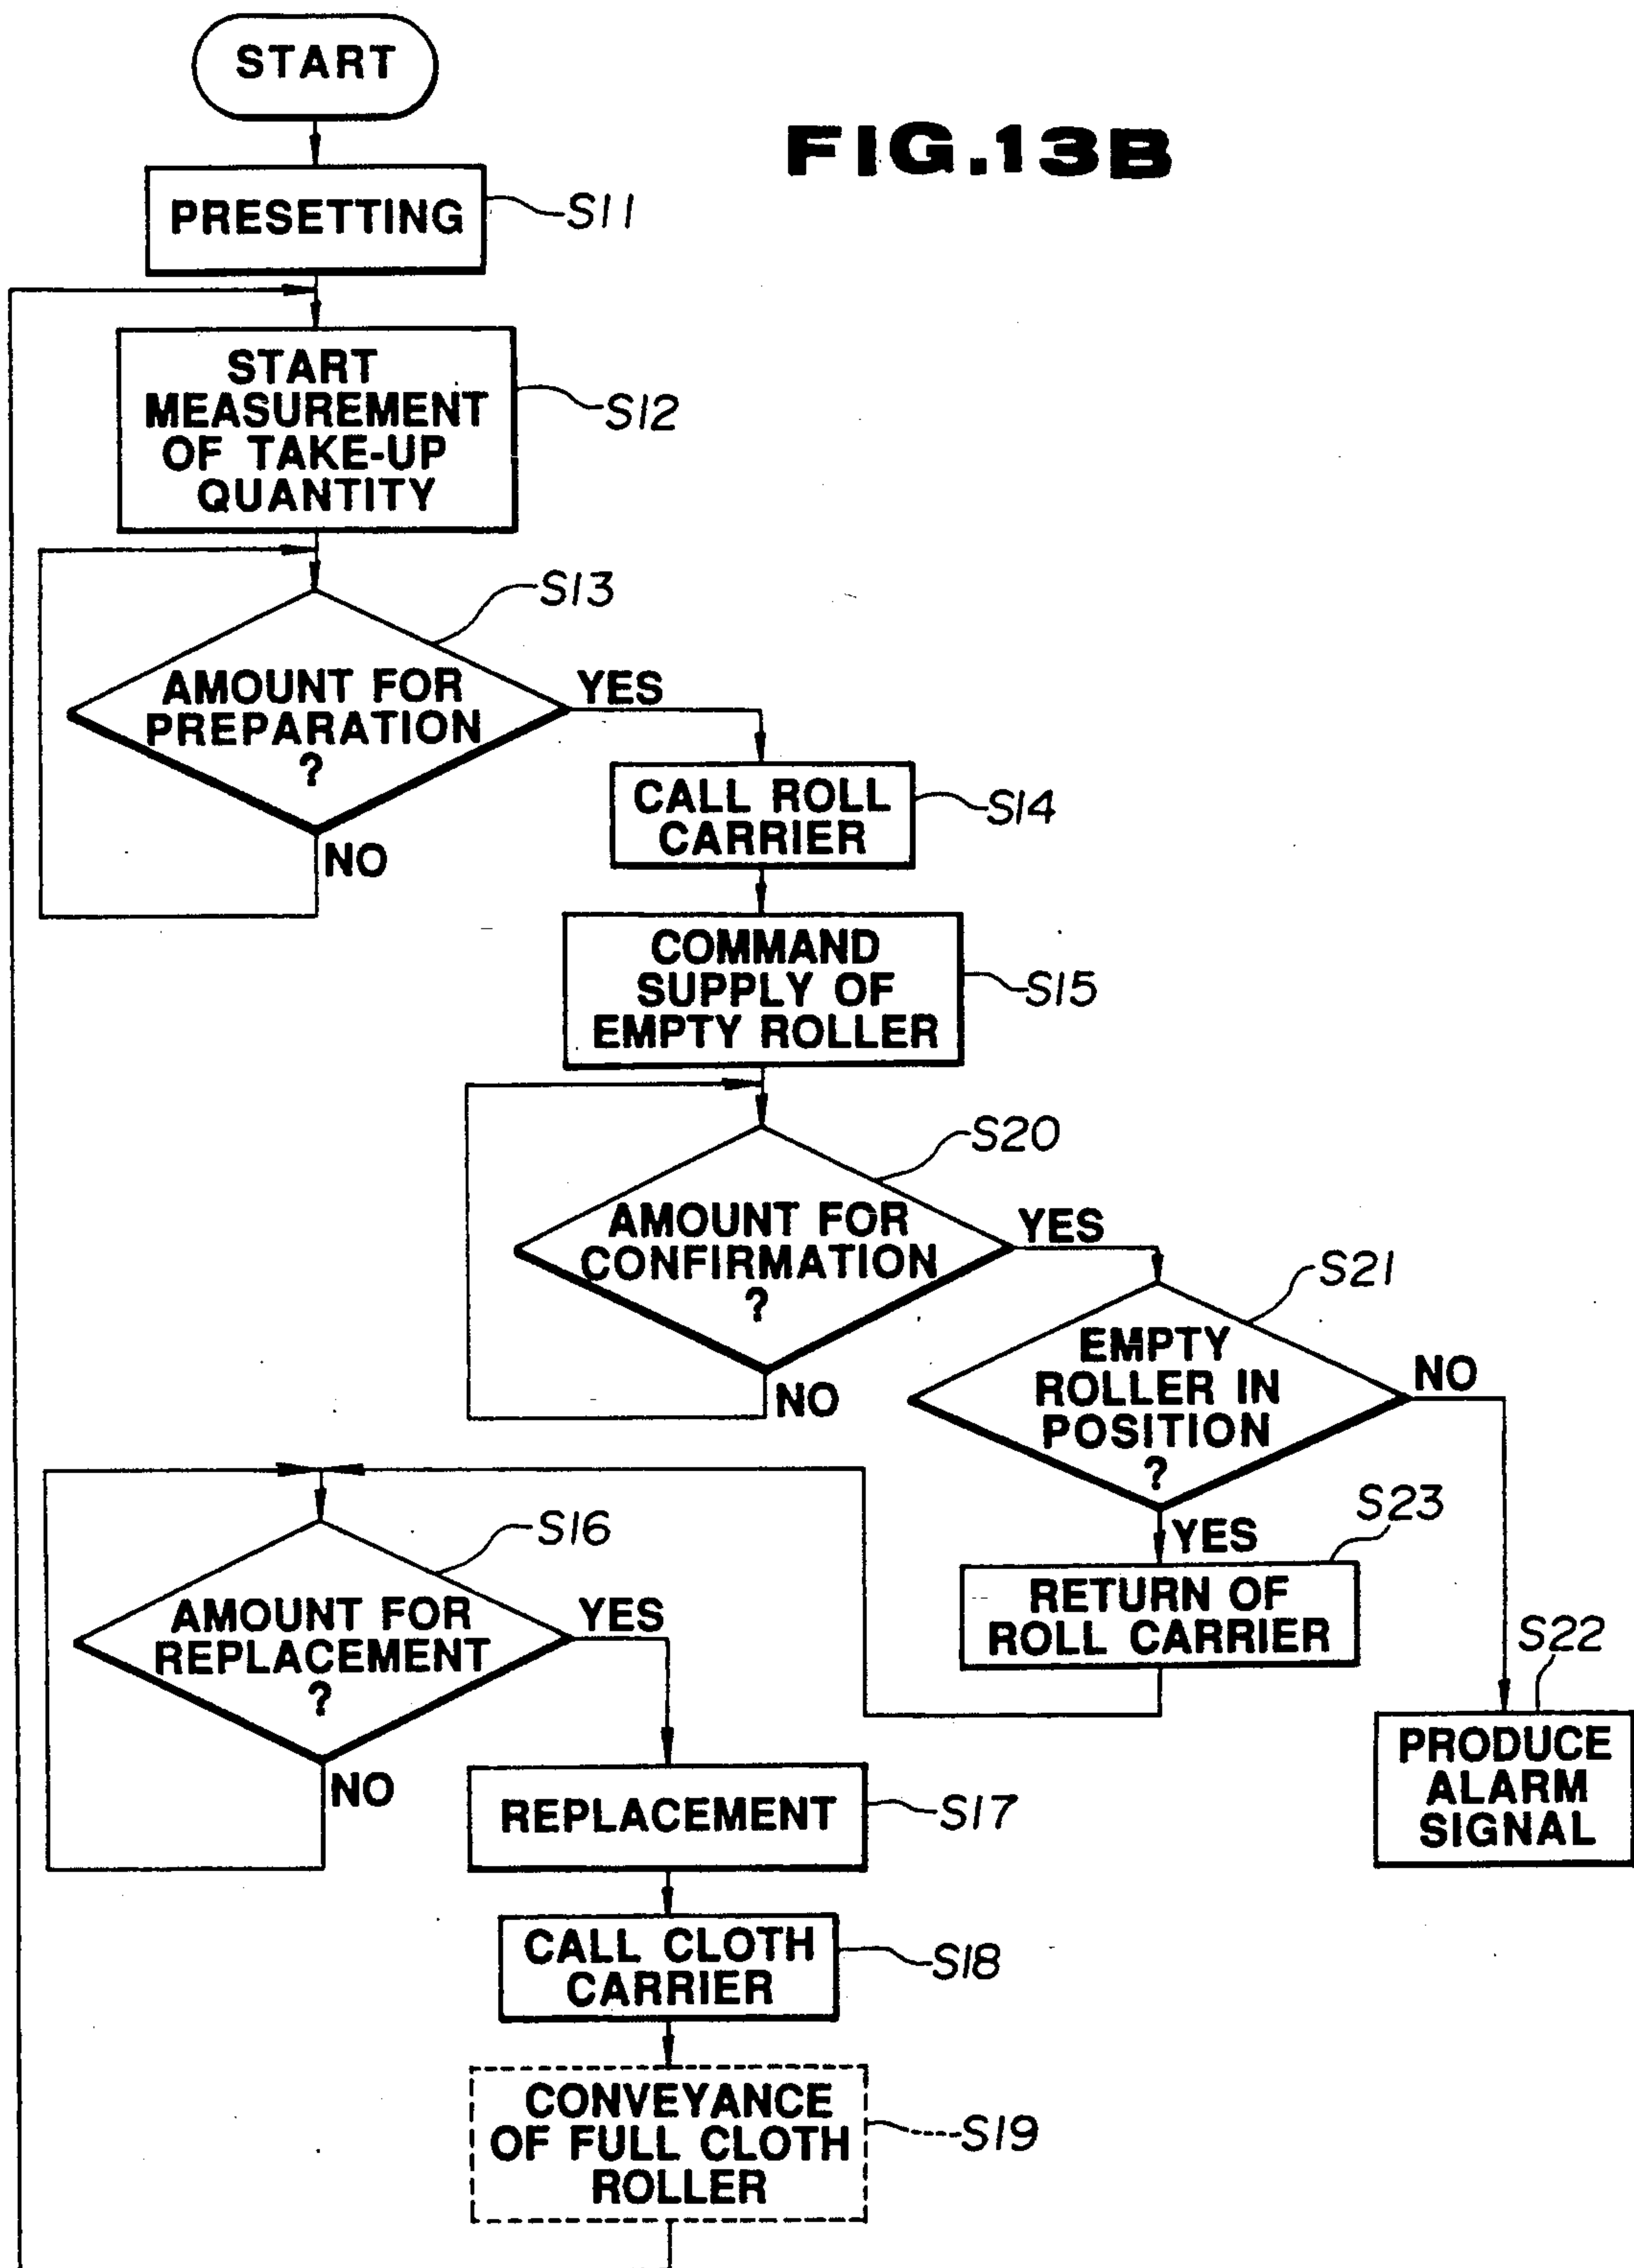 START
FIG.13B
PRESETTING
S11
START
MEASUREMENT
OF TAKE-UP
QUANTITY
S12
S13
AMOUNT FOR
PREPARATION
?
YES
NO
CALL ROLL
CARRIER
S14
COMMAND
SUPPLY OF
EMPTY ROLLER
S15
S20
AMOUNT FOR
CONFIRMATION
?
YES
NO
S21
EMPTY
ROLLER IN
POSITION
?
NO
YES
S23
RETURN OF
ROLL CARRIER
S22
PRODUCE
ALARM
SIGNAL
S16
AMOUNT FOR
REPLACEMENT
?
YES
NO
REPLACEMENT
S17
CALL CLOTH
CARRIER
S18
CONVEYANCE
OF FULL CLOTH
ROLLER
S19